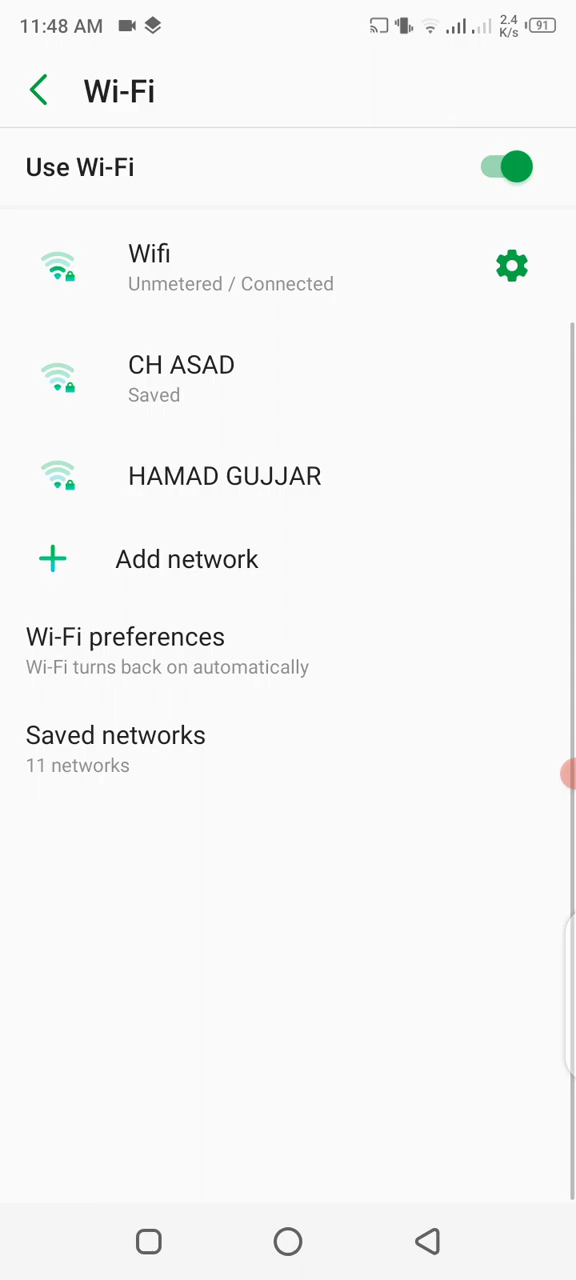 11:48 AM
2.4
K/s
91
Wi-Fi
Use Wi-Fi
Wifi
Unmetered / Connected
CH ASAD
Saved
HAMAD GUJJAR
Add network
Wi-Fi preferences
Wi-Fi turns back on automatically
Saved networks
11 networks